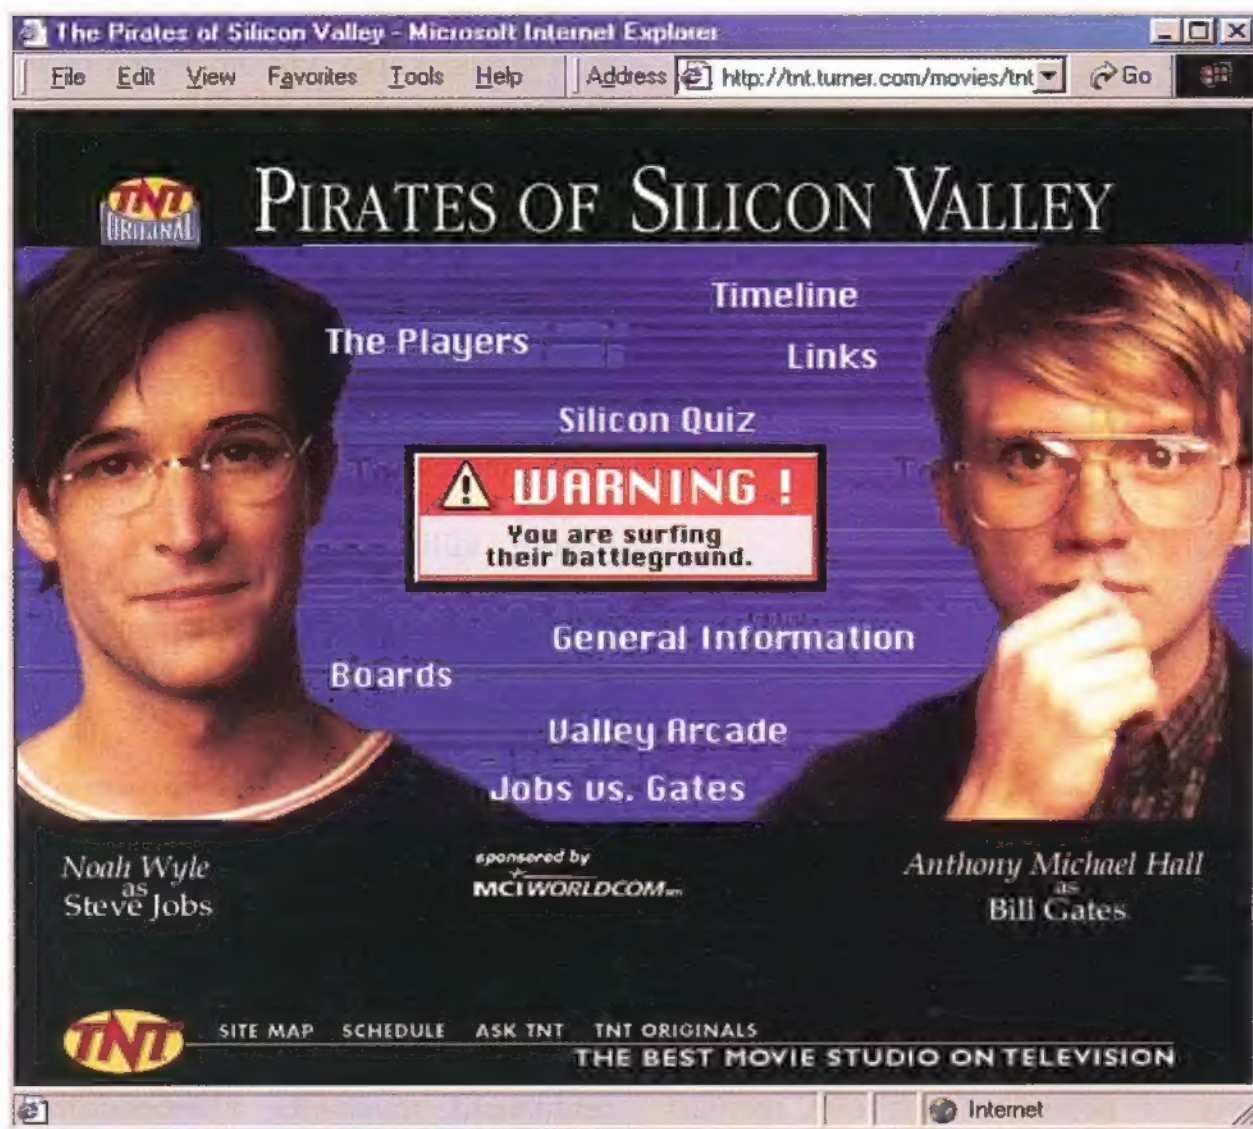 The Pirates of Silicon Valley - Microsoft Internet Explorer
File Edit View Favorites Tools Help Address http://tnt.turner.com/movies/tnt Go
TNT
ORIGINAL
PIRATES OF SILICON VALLEY
Timeline
The Players
Links
Silicon Quiz
WARNING !
You are surfing
their battleground.
General Information
Boards
Valley Arcade
Jobs vs. Gates
Noah Wyle
as
Steve Jobs
sponsored by
MCI WORLDCOM
Anthony Michael Hall
as
Bill Gates
TNT
SITE MAP SCHEDULE ASK TNT TNT ORIGINALS
THE BEST MOVIE STUDIO ON TELEVISION
Internet